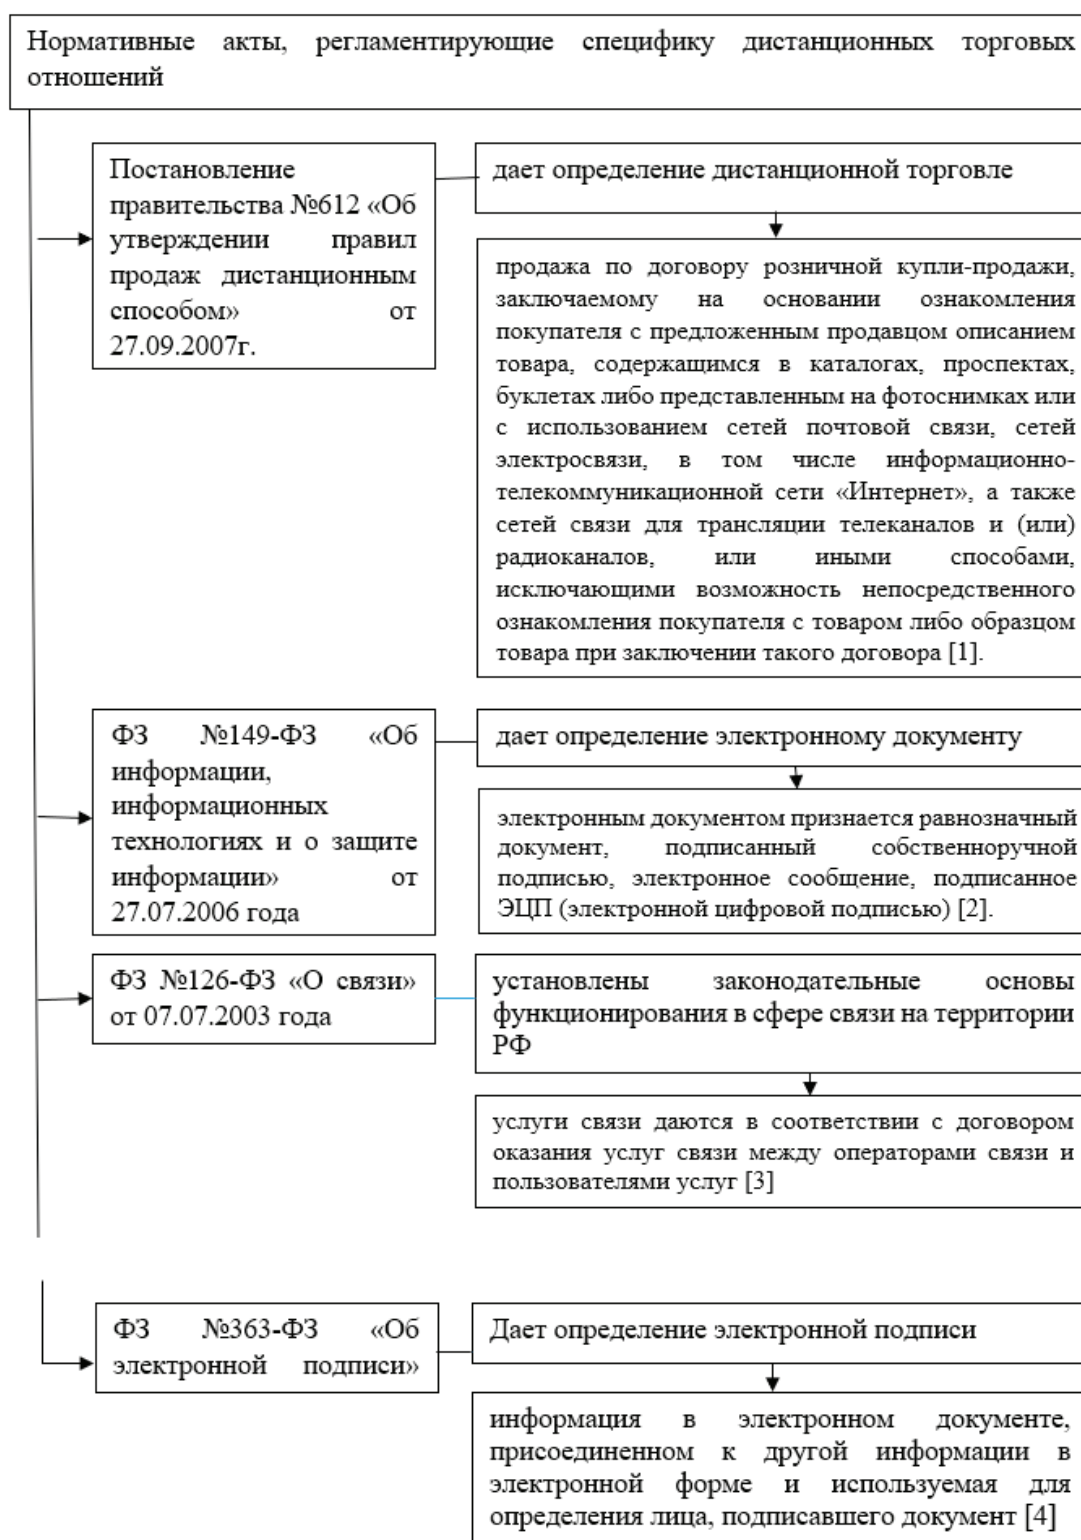 Нормативные акты, регламентирующие специфику дистанционных торговых
отношений
Постановление
правительства №612 «Об
утверждении правил
продаж дистанционным
способом» от
27.09.2007г.
дает определение дистанционной торговле
продажа по договору розничной купли-продажи,
заключаемому на основании ознакомления
покупателя с предложенным продавцом описанием
товара, содержащимся в каталогах, проспектах,
буклетах либо представленным на фотоснимках или
с использованием сетей почтовой связи, сетей
электросвязи, в том числе информационно-
телекоммуникационной сети «Интернет», а также
сетей связи для трансляции телеканалов и (или)
радиоканалов, или иными способами,
исключающими возможность непосредственного
ознакомления покупателя с товаром либо образцом
товара при заключении такого договора [1].
ФЗ №149-ФЗ «Об
информации,
информационных
технологиях и о защите
информации» от
27.07.2006 года
дает определение электронному документу
электронным документом признается равнозначный
документ, подписанный собственноручной
подписью, электронное сообщение, подписанное
ЭЦП (электронной цифровой подписью) [2].
ФЗ №126-ФЗ «О связи»
от 07.07.2003 года
установлены законодательные основы
функционирования в сфере связи на территории
РФ
услуги связи даются в соответствии с договором
оказания услуг связи между операторами связи и
пользователями услуг [3]
ФЗ №363-ФЗ «Об
электронной подписи»
Дает определение электронной подписи
информация в электронном документе,
присоединенном к другой информации в
электронной форме и используемая для
определения лица, подписавшего документ [4]